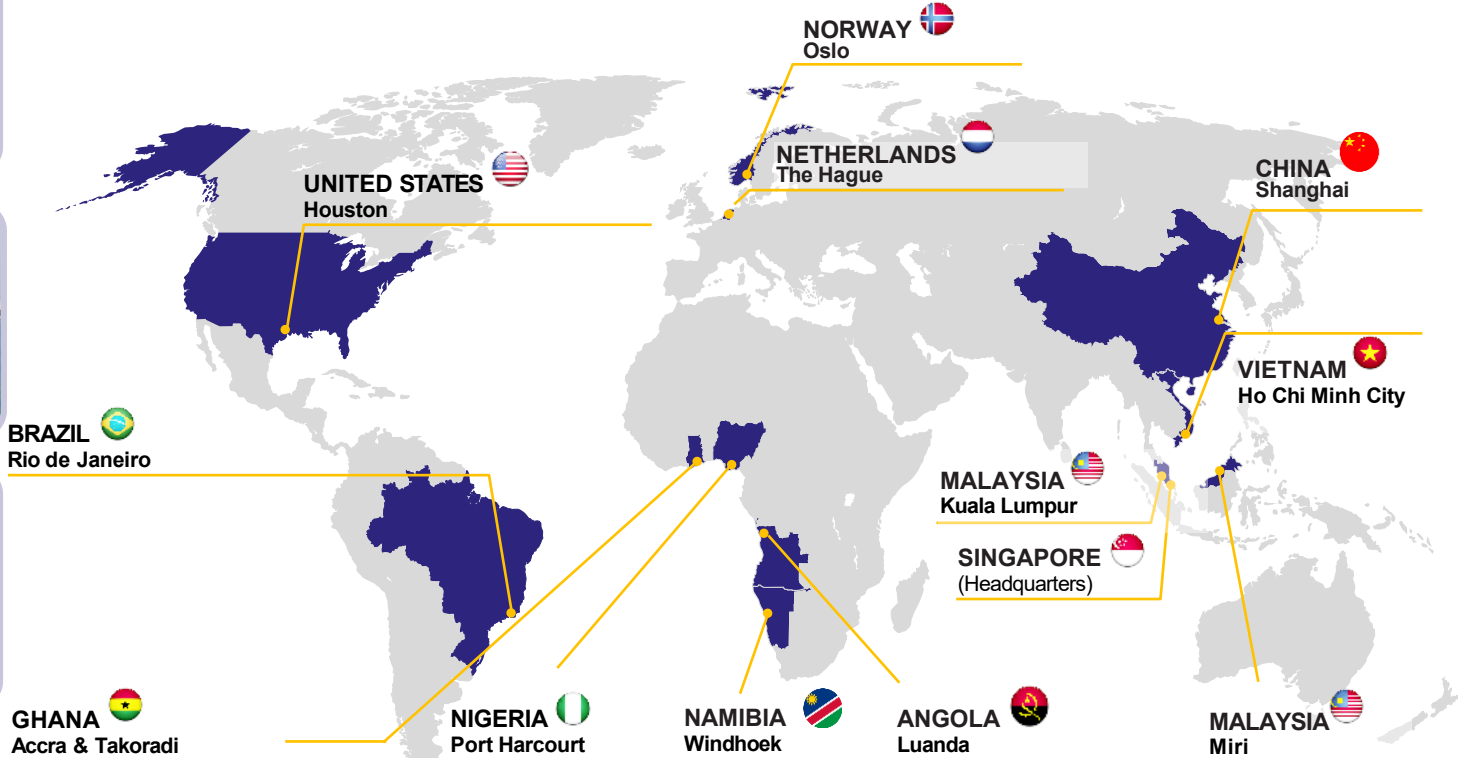 NORWAY
Oslo
NETHERLANDS
The Hague
UNITED STATES
Houston
CHINA
Shanghai
VIETNAM
Ho Chi Minh City
BRAZIL
Rio de Janeiro
MALAYSIA
Kuala Lumpur
SINGAPORE
(Headquarters)
GHANA
Accra & Takoradi
NIGERIA
Port Harcourt
NAMIBIA
Windhoek
ANGOLA
Luanda
MALAYSIA
Miri